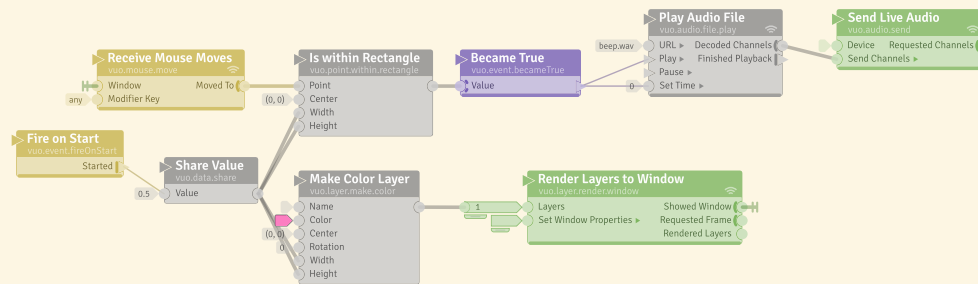 Receive Mouse Moves
vuo.mouse.move
Window
Moved To
any
Modifier Key
Fire on Start
vuo.event.fireOnStart
Started
Share Value
vuo.data.share
0.5
Value
Is within Rectangle
vuo.point.within.rectangle
Point
(0, 0)
Center
Width
Height
Became True
vuo.event.becameTrue
Value
Play Audio File
vuo.audio.file.play
beep.wav
URL
Decoded Channels
Play
Finished Playback
Pause
0
Set Time
Send Live Audio
vuo.audio.send
Device
Requested Channels
Send Channels
Make Color Layer
vuo.layer.make.color
Name
Color
(0, 0)
Center
0
Rotation
Width
Height
Render Layers to Window
vuo.layer.render.window
1
Layers
Showed Window
Set Window Properties
Requested Frame
Rendered Layers